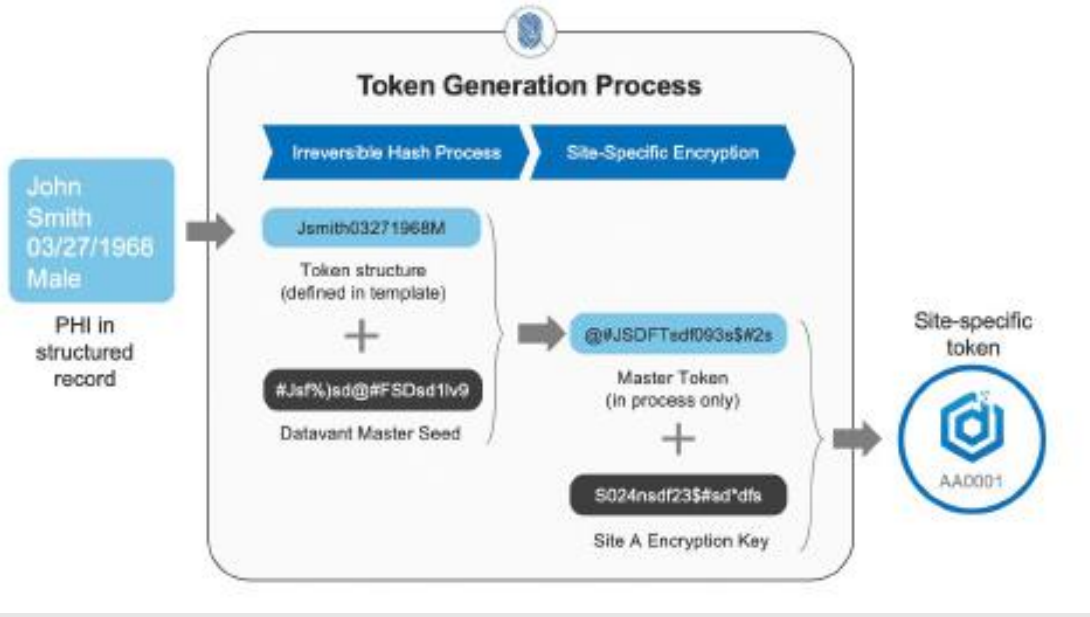 Token Generation Process
Irreversible Hash Process
Site-Specific Encryption
John
Smith
03/27/1968
Male
PHI in
structured
record
Jsmith03271968M
Token structure
(defined in template)
+
#Jsf%)sd@#FSDsd1lv9
Datavant Master Seed
@#JSDFTsdf093s$#2s
Master Token
(in process only)
+
S024nsdf23$#sd*dfs
Site A Encryption Key
Site-specific
token
AA0001